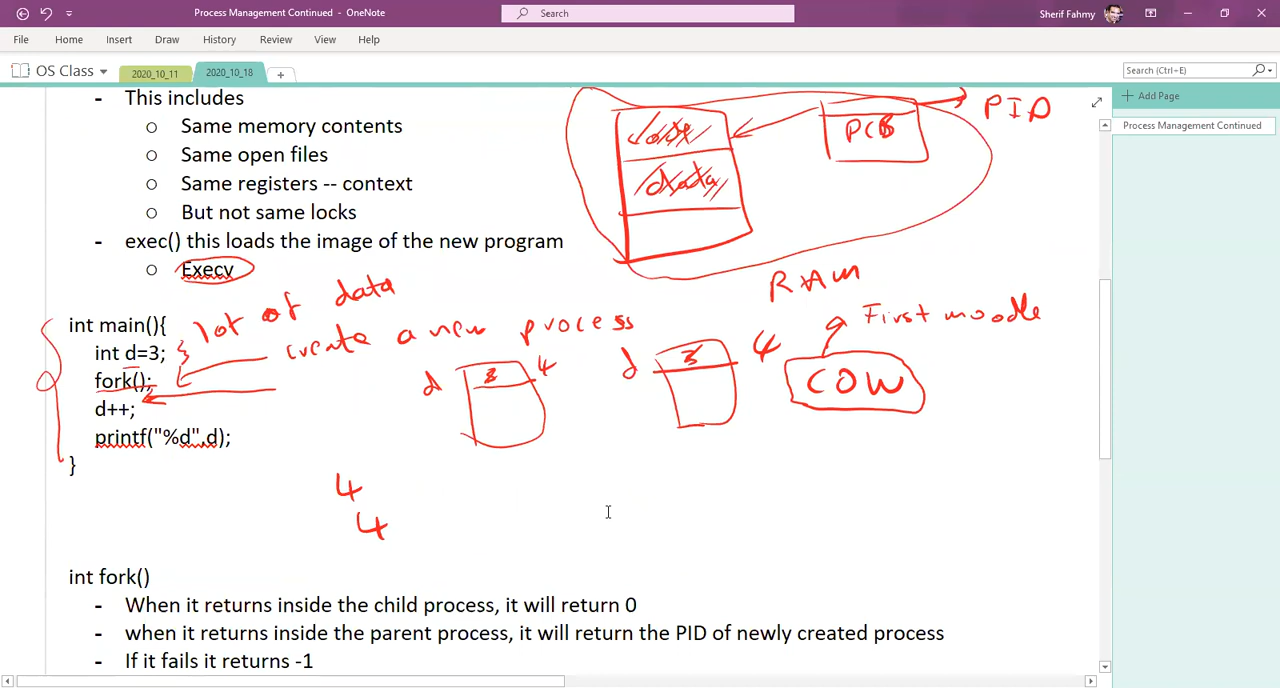 Process Management Continued - OneNote
Search
Sherif Fahmy
File Home Insert Draw History Review View Help
OS Class
2020_10_11
2020_10_18
Search (Ctrl+E)
Add Page
Process Management Continued
- This includes
o Same memory contents
o Same open files
o Same registers -- context
o But not same locks
- exec() this loads the image of the new program
o Execv
code
data
PCB
PID
RAM
lot of data
create a new process
First moodle
COW
int main(){
int d=3;
fork();
d++;
printf("%d",d);
}
d 3 4
d 3 4
4
4
int fork()
- When it returns inside the child process, it will return 0
- when it returns inside the parent process, it will return the PID of newly created process
- If it fails it returns -1